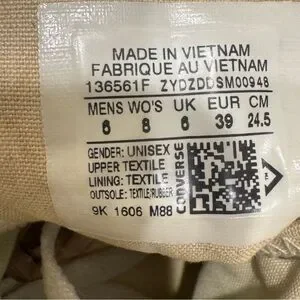 MADE IN VIETNAM
FABRIQUE AU VIETNAM
136561F ZYDZDDSM00948
MENS WO'S UK EUR CM
6 8 6 39 24.5
GENDER: UNISEX
UPPER: TEXTILE
LINING: TEXTILE
OUTSOLE: TEXTILE/RUBBER
9K 1606 M88
CONVERSE